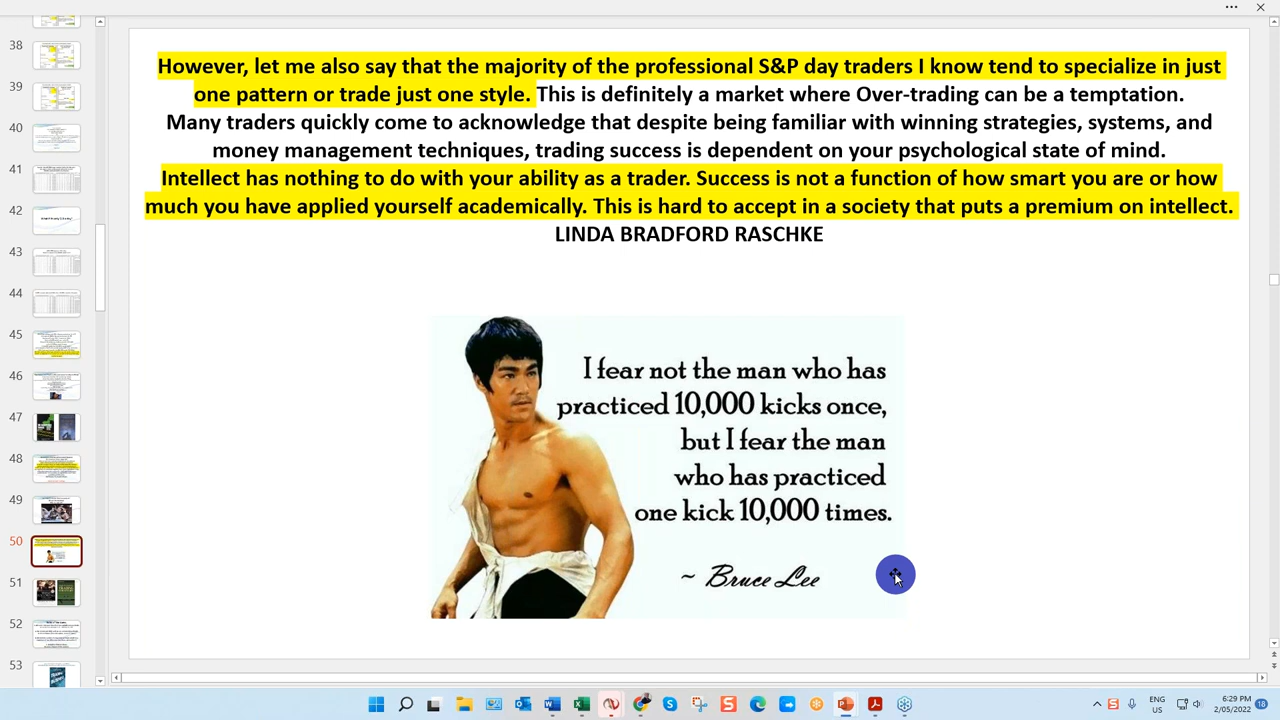 However, let me also say that the majority of the professional S&P day traders I know tend to specialize in just
one pattern or trade just one style. This is definitely a market where Over-trading can be a temptation.
Many traders quickly come to acknowledge that despite being familiar with winning strategies, systems, and
money management techniques, trading success is dependent on your psychological state of mind.
Intellect has nothing to do with your ability as a trader. Success is not a function of how smart you are or how
much you have applied yourself academically. This is hard to accept in a society that puts a premium on intellect.
LINDA BRADFORD RASCHKE
I fear not the man who has
practiced 10,000 kicks once,
but I fear the man
who has practiced
one kick 10,000 times.
~ Bruce Lee
38
44
45
46
47
48
49
50
51
52
53
ENG
US
6:29 PM
2/05/2022
18